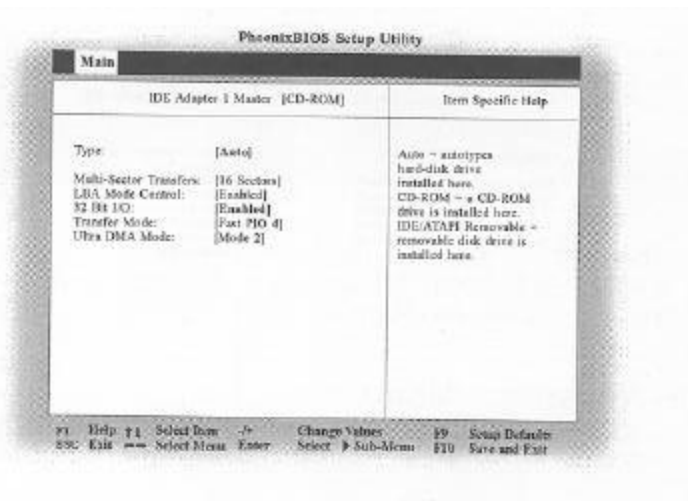 PhoenixBIOS Setup Utility
Main
IDE Adapter 1 Master [CD-ROM]
Item Specific Help
Type: [Auto]
Multi-Sector Transfers: [16 Sectors]
LBA Mode Control: [Enabled]
32 Bit I/O: [Enabled]
Transfer Mode: [Fast PIO 4]
Ultra DMA Mode: [Mode 2]
Auto = autotypes
hard-disk drive
installed here.
CD-ROM = a CD-ROM
drive is installed here.
IDE/ATAPI Removable =
removable disk drive is
installed here.
F1 Help ↑↓ Select Item -/+ Change Values F9 Setup Defaults
ESC Exit ←→ Select Menu Enter Select ▶ Sub-Menu F10 Save and Exit